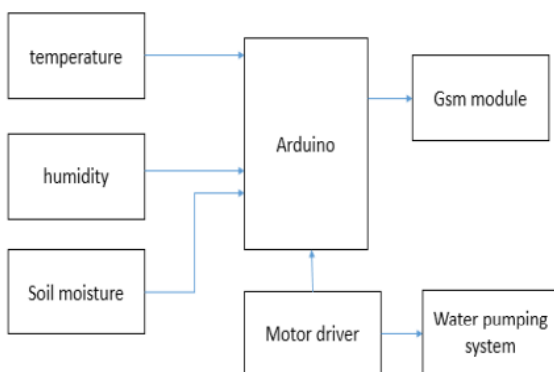 temperature
Gsm module
Arduino
humidity
Soil moisture
Motor driver
Water pumping
system